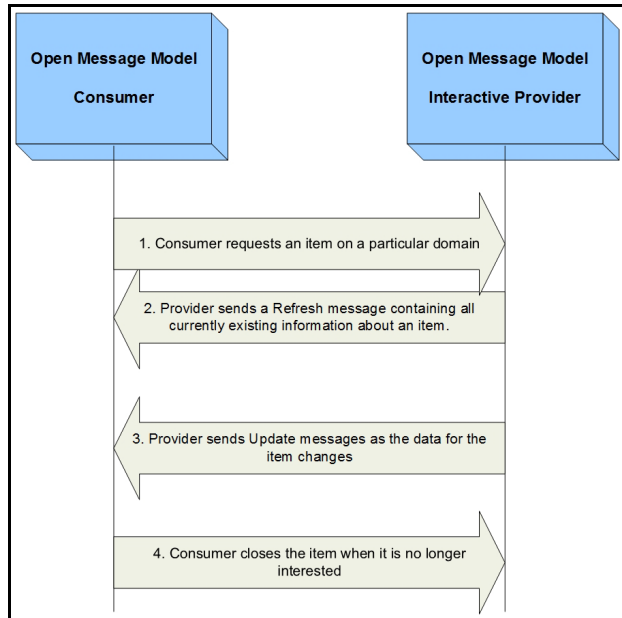 Open Message Model
Consumer
Open Message Model
Interactive Provider
1. Consumer requests an item on a particular domain
2. Provider sends a Refresh message containing all
currently existing information about an item.
3. Provider sends Update messages as the data for the
item changes
4. Consumer closes the item when it is no longer
interested